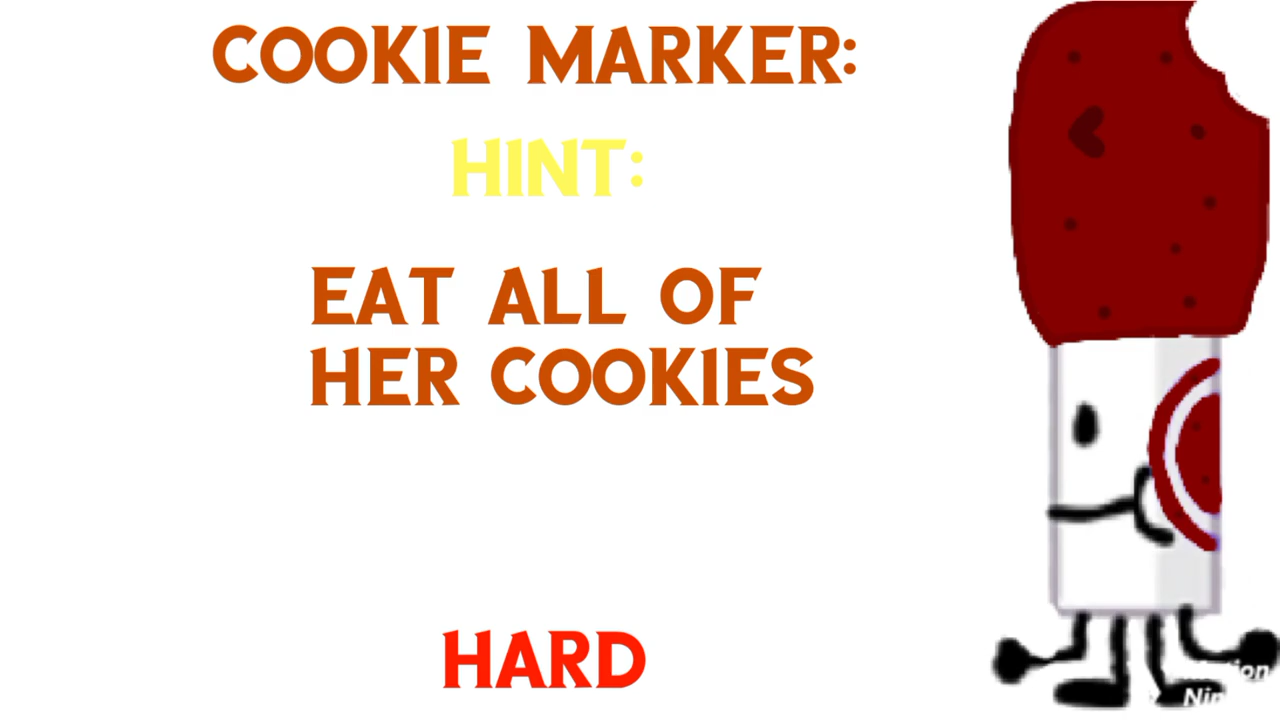 COOKIE MARKER:
HINT:
EAT ALL OF
HER COOKIES
HARD